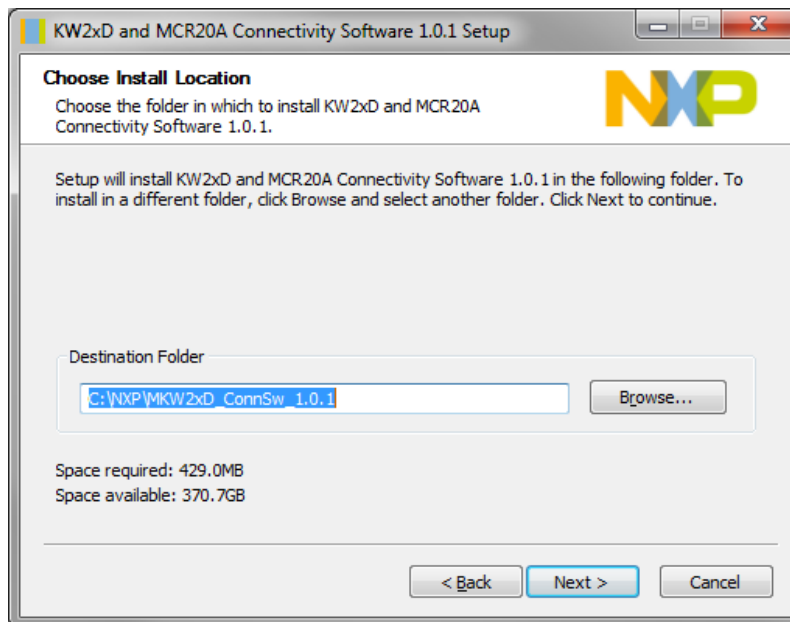 KW2xD and MCR20A Connectivity Software 1.0.1 Setup
Choose Install Location
Choose the folder in which to install KW2xD and MCR20A
Connectivity Software 1.0.1.
NXP
Setup will install KW2xD and MCR20A Connectivity Software 1.0.1 in the following folder. To
install in a different folder, click Browse and select another folder. Click Next to continue.
Destination Folder
C:\NXP\MKW2xD_ConnSw_1.0.1
Browse...
Space required: 429.0MB
Space available: 370.7GB
< Back
Next >
Cancel